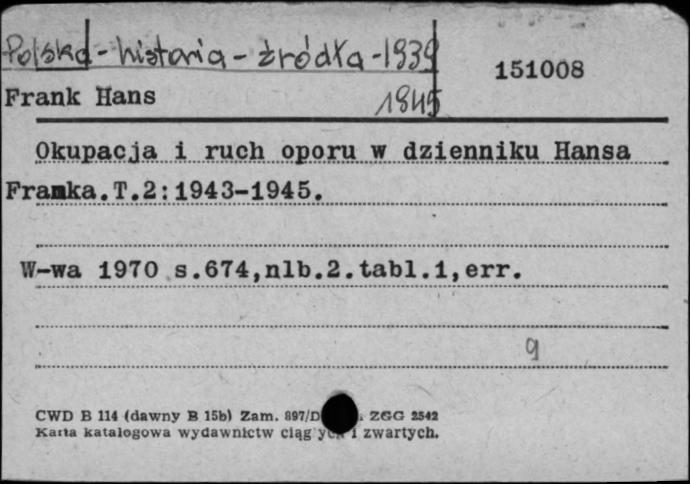 Polska - historia - źródła - 1939
151008
Frank Hans
1945
Okupacja i ruch oporu w dzienniku Hansa
Franka.T.2:1943-1945.
W-wa 1970 s.674,nlb.2.tabl.1,err.
9
CWD B 114 (dawny B 15b) Zam. 897/D ZGG 2542
Karta katalogowa wydawnictw ciąg i zwartych.